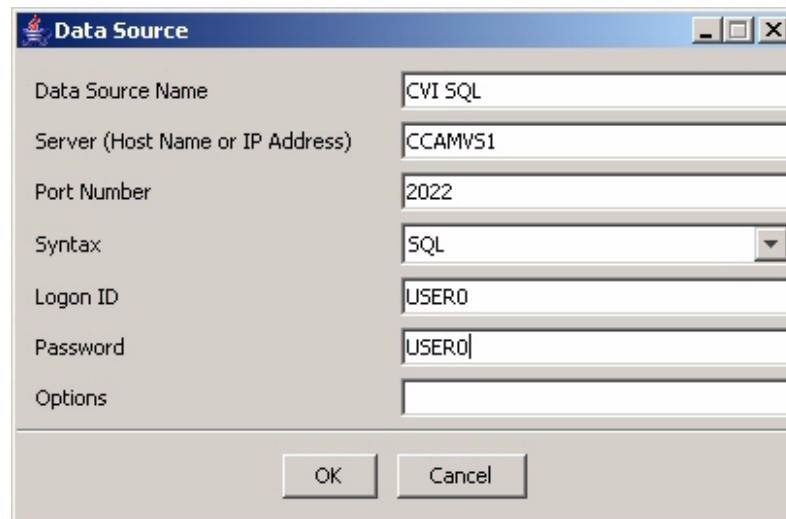 Data Source
Data Source Name CVI SQL
Server (Host Name or IP Address) CCAMVS1
Port Number 2022
Syntax SQL
Logon ID USER0
Password USER0
Options
OK Cancel